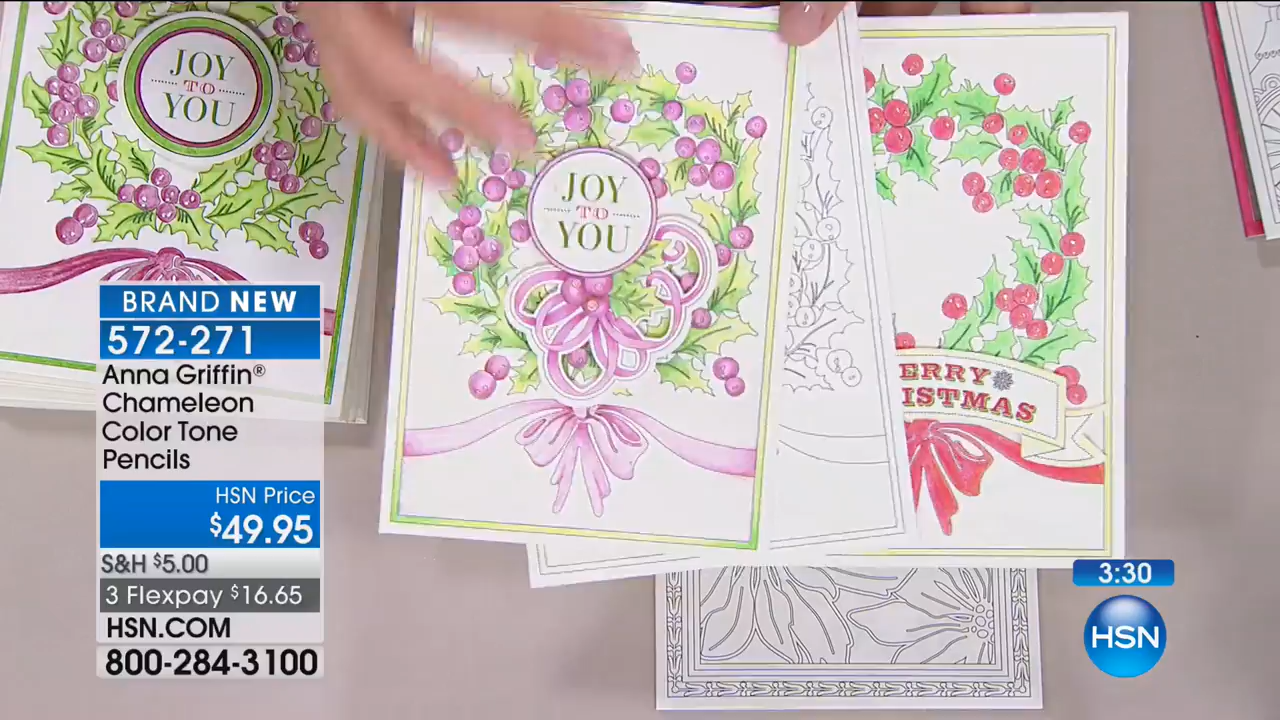 JOY
TO
YOU
JOY
TO
YOU
ERRY
ISTMAS
BRAND NEW
572-271
Anna Griffin®
Chameleon
Color Tone
Pencils
HSN Price
$49.95
S&H $5.00
3 Flexpay $16.65
HSN.COM
800-284-3100
3:30
HSN